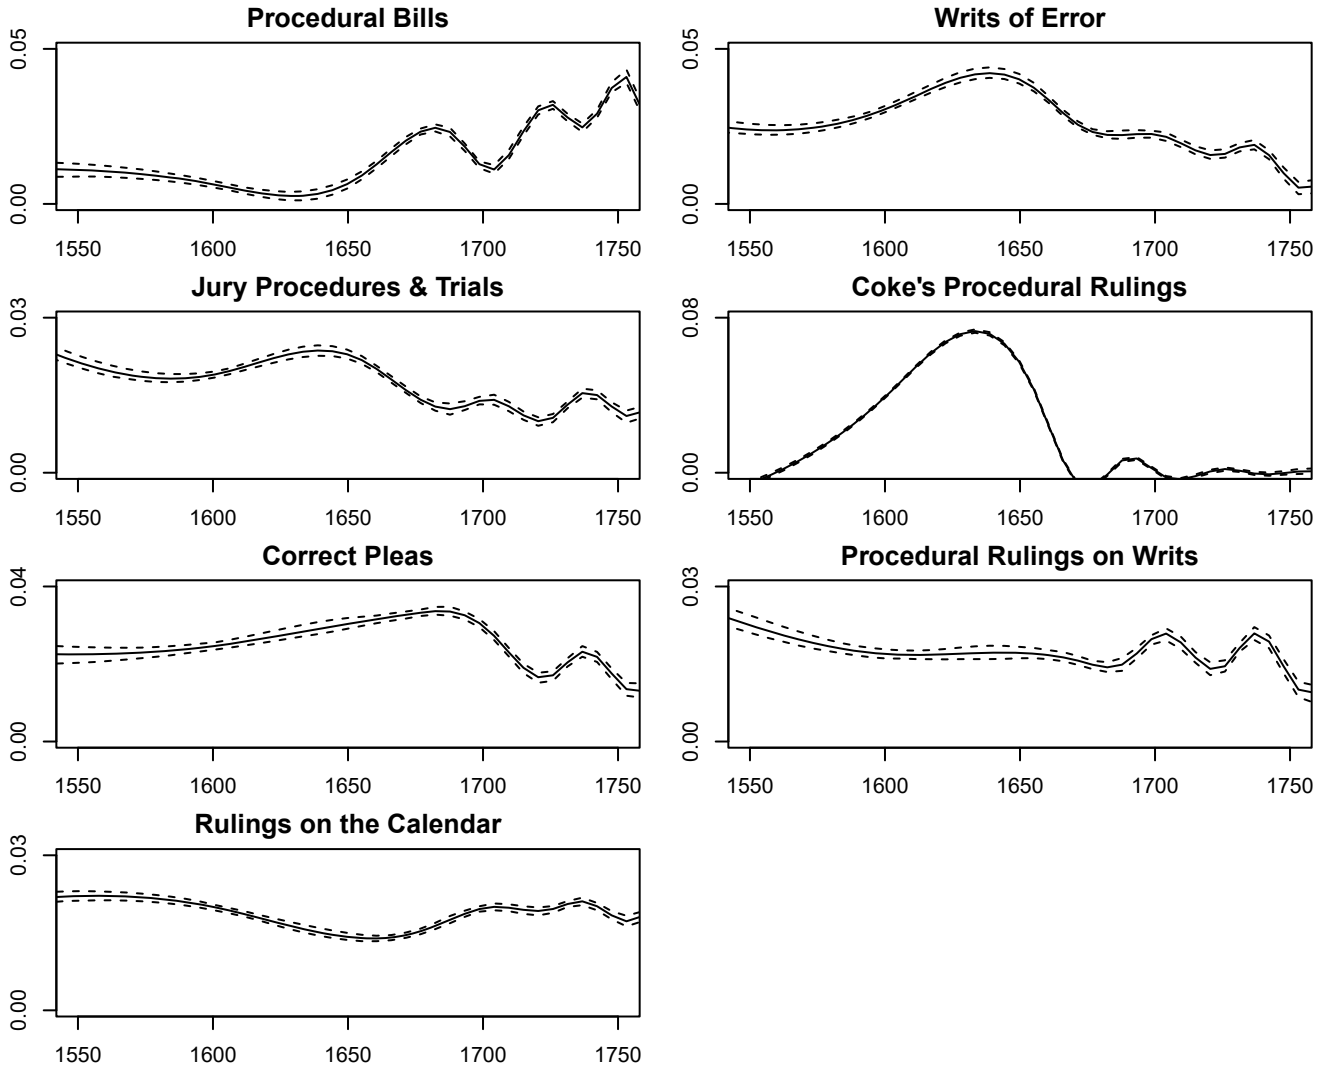 Procedural Bills
0.05
0.00
1550 1600 1650 1700 1750
Writs of Error
0.05
0.00
1550 1600 1650 1700 1750
Jury Procedures & Trials
0.03
0.00
1550 1600 1650 1700 1750
Coke's Procedural Rulings
0.08
0.00
1550 1600 1650 1700 1750
Correct Pleas
0.04
0.00
1550 1600 1650 1700 1750
Procedural Rulings on Writs
0.03
0.00
1550 1600 1650 1700 1750
Rulings on the Calendar
0.03
0.00
1550 1600 1650 1700 1750